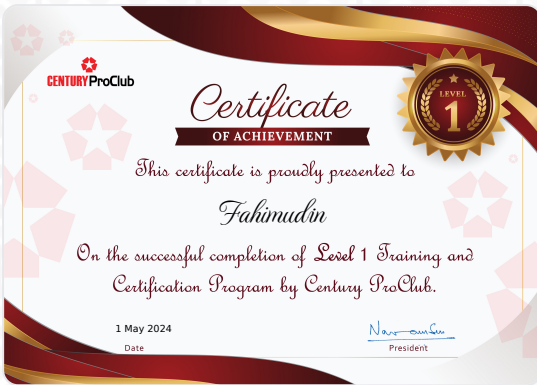 CENTURY ProClub
Certificate
OF ACHIEVEMENT
LEVEL
1
This certificate is proudly presented to
Fahimudin
On the successful completion of Level 1 Training and
Certification Program by Century ProClub.
1 May 2024
Date
President